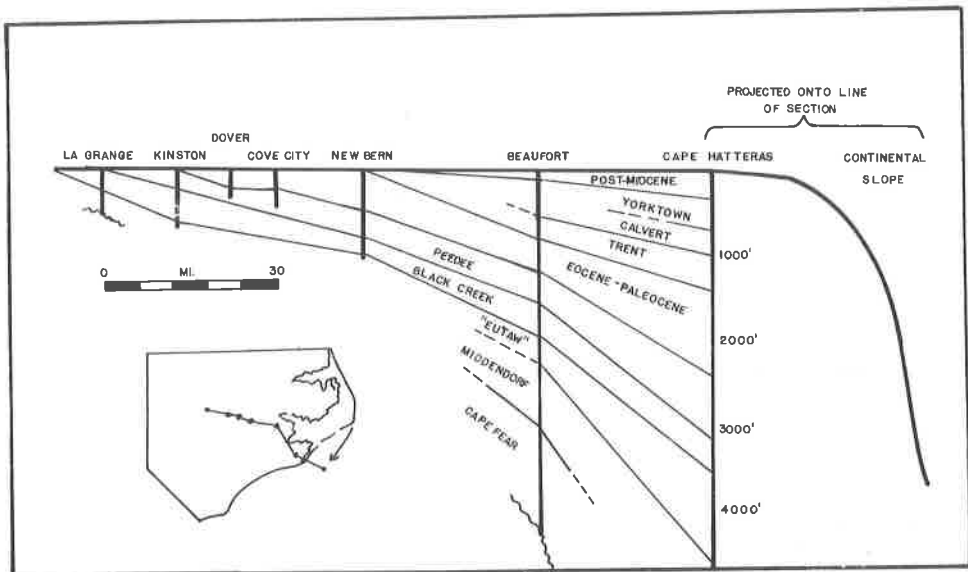 PROJECTED ONTO LINE
OF SECTION
DOVER
LA GRANGE KINSTON COVE CITY NEW BERN BEAUFORT CAPE HATTERAS CONTINENTAL
SLOPE
POST-MIOCENE
YORKTOWN
CALVERT
TRENT
1000'
EOCENE-PALEOCENE
PEEDEE
BLACK CREEK
0 MI. 30
"EUTAW"
2000'
MIDDENDORF
CAPE FEAR
3000'
4000'